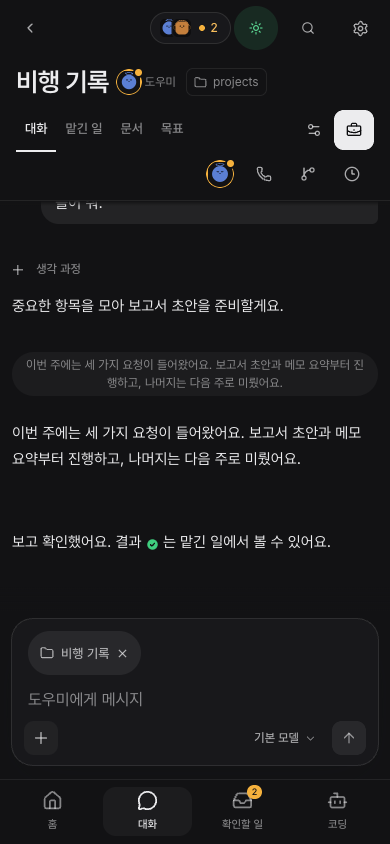 2
비행 기록
도우미
projects
대화
맡긴 일
문서
목표
생각 과정
중요한 항목을 모아 보고서 초안을 준비할게요.
이번 주에는 세 가지 요청이 들어왔어요. 보고서 초안과 메모 요약부터 진
행하고, 나머지는 다음 주로 미뤘어요.
이번 주에는 세 가지 요청이 들어왔어요. 보고서 초안과 메모
요약부터 진행하고, 나머지는 다음 주로 미뤘어요.
보고 확인했어요. 결과 는 맡긴 일에서 볼 수 있어요.
비행 기록
도우미에게 메시지
기본 모델
2
홈
대화
확인할 일
코딩